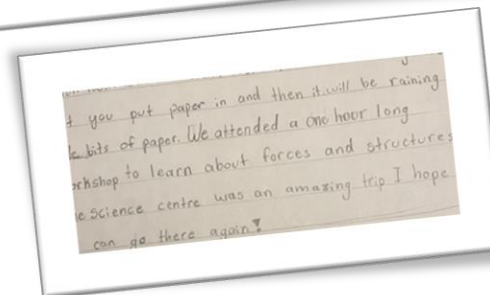 you put paper in and then it will be raining
bits of paper. We attended a one hour long
to learn about forces and structures
science centre was an amazing trip I hope
can go there again!